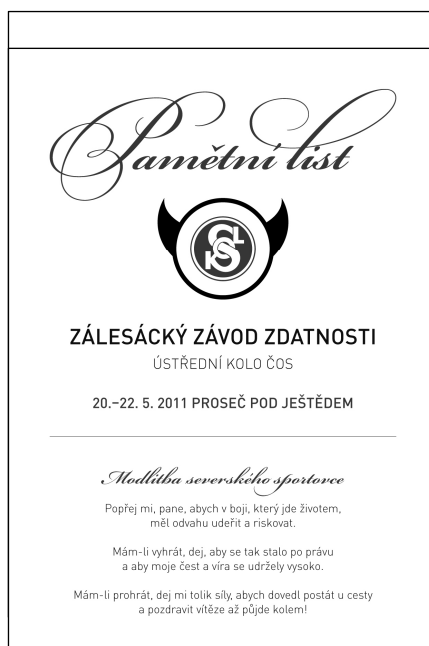 Pamětní list
SLKS
ZÁLESÁCKÝ ZÁVOD ZDATNOSTI
ÚSTŘEDNÍ KOLO ČOS
20.–22. 5. 2011 PROSEČ POD JEŠTĚDEM
Modlitba severského sportovce
Popřej mi, pane, abych v boji, který jde životem,
měl odvahu udeřit a riskovat.
Mám-li vyhrát, dej, aby se tak stalo po právu
a aby moje čest a víra se udržely vysoko.
Mám-li prohrát, dej mi tolik síly, abych dovedl postát u cesty
a pozdravit vítěze až půjde kolem!